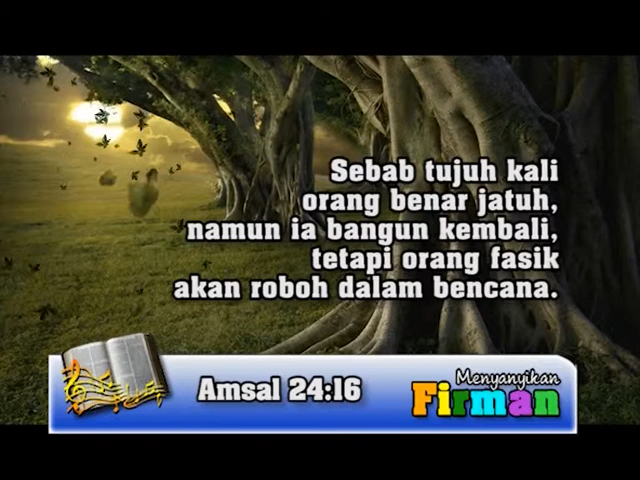 Sebab tujuh kali
orang benar jatuh,
namun ia bangun kembali,
tetapi orang fasik
akan roboh dalam bencana.
Amsal 24:16
Menyanyikan
Firman